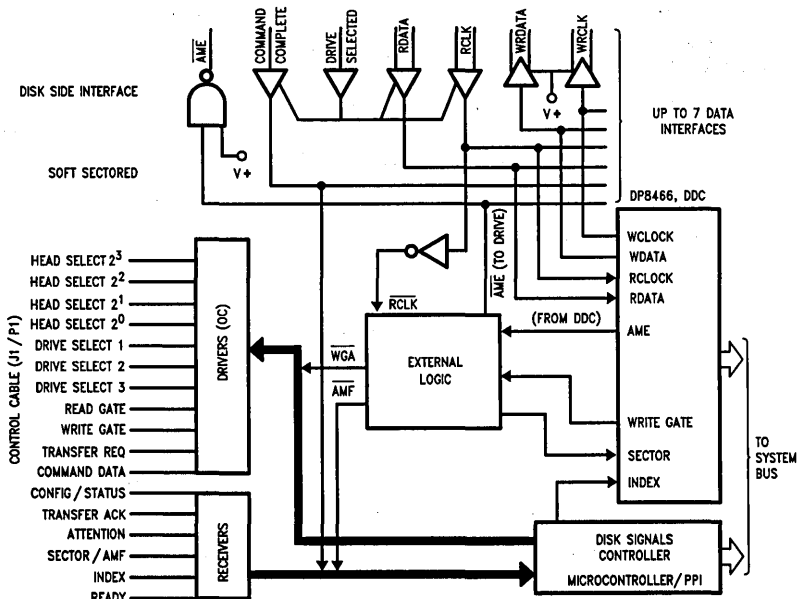 AME
COMMAND
COMPLETE
DRIVE
SELECTED
RDATA
RCLK
WRDATA
WRCLK
DISK SIDE INTERFACE
V+
UP TO 7 DATA
INTERFACES
SOFT SECTORED
V+
DP8466, DDC
HEAD SELECT 2³
HEAD SELECT 2²
HEAD SELECT 2¹
HEAD SELECT 2⁰
DRIVE SELECT 1
DRIVE SELECT 2
DRIVE SELECT 3
READ GATE
WRITE GATE
TRANSFER REQ
COMMAND DATA
CONFIG / STATUS
TRANSFER ACK
ATTENTION
SECTOR / AMF
INDEX
READY
CONTROL CABLE (J1 / P1)
DRIVERS (OC)
RECEIVERS
RCLK
AME (TO DRIVE)
WGA
AMF
EXTERNAL
LOGIC
(FROM DDC)
WCLOCK
WDATA
RCLOCK
RDATA
AME
WRITE GATE
SECTOR
INDEX
TO
SYSTEM
BUS
DISK SIGNALS
CONTROLLER
MICROCONTROLLER/PPI